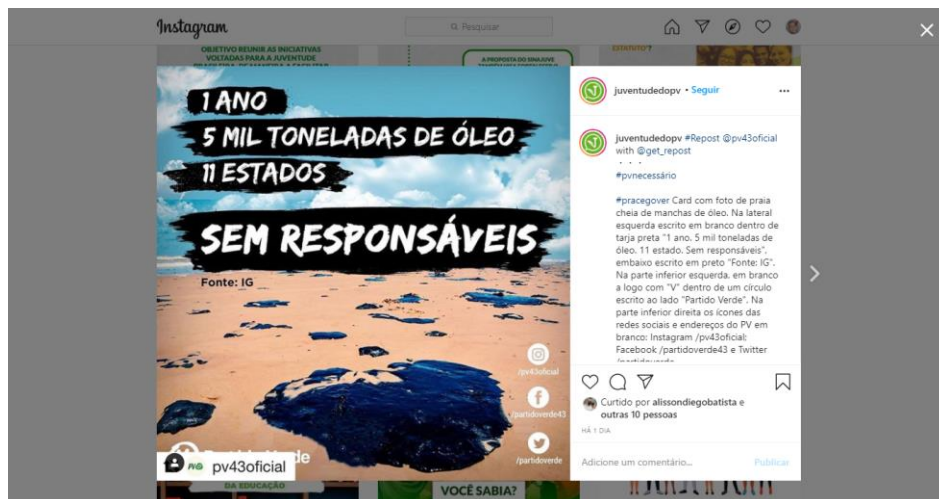 Instagram
Pesquisar
OBJETIVO REUNIR AS INICIATIVAS
VOLTADAS PARA A JUVENTUDE
A PROPOSTA DO SINAJUVE
ESTATUTO"?
1 ANO
5 MIL TONELADAS DE ÓLEO
11 ESTADOS
SEM RESPONSÁVEIS
Fonte: IG
/pv43oficial
/partidoverde43
/partidoverde
pv43oficial
juventudedopv • Seguir
juventudedopv #Repost @pv43oficial
with @get_repost
・・・
#pvnecessário
#pracegover Card com foto de praia
cheia de manchas de óleo. Na lateral
esquerda escrito em branco dentro de
tarja preta "1 ano. 5 mil toneladas de
óleo. 11 estado. Sem responsáveis",
embaixo escrito em preto "Fonte: IG".
Na parte inferior esquerda, em branco
a logo com "V" dentro de um círculo
escrito ao lado "Partido Verde". Na
parte inferior direita os ícones das
redes sociais e endereços do PV em
branco: Instagram /pv43oficial;
Facebook /partidoverde43 e Twitter
/partidoverde
Curtido por alissondiegobatista e
outras 10 pessoas
HÁ 1 DIA
Adicione um comentário...
Publicar
DA EDUCAÇÃO
VOCÊ SABIA?